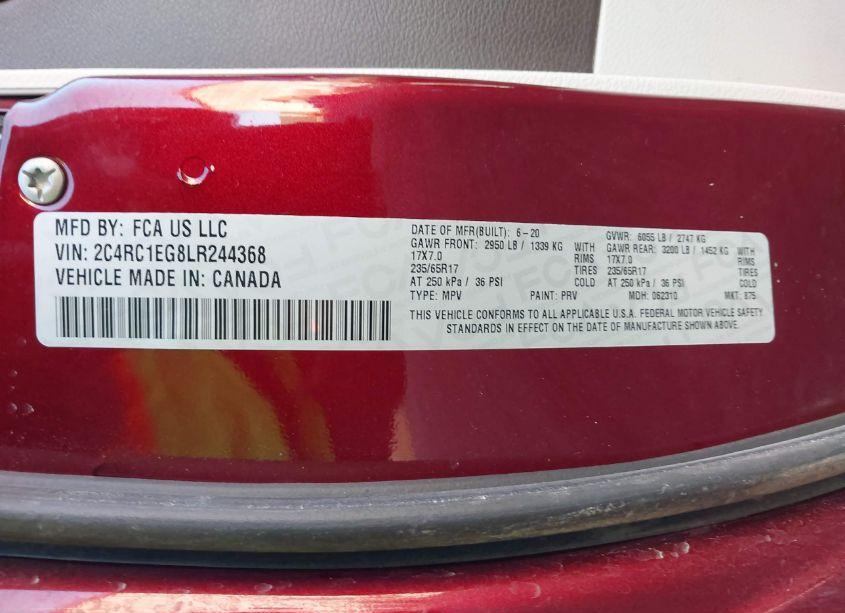 MFD BY: FCA US LLC
VIN: 2C4RC1EG8LR244368
VEHICLE MADE IN: CANADA
DATE OF MFR(BUILT): 6-20 GVWR: 6055 LB / 2747 KG
GAWR FRONT: 2950 LB / 1339 KG WITH GAWR REAR: 3200 LB / 1452 KG WITH
17X7.0 RIMS 17X7.0 RIMS
235/65R17 TIRES 235/65R17 TIRES
AT 250 kPa / 36 PSI COLD AT 250 kPa / 36 PSI COLD
TYPE: MPV PAINT: PRV MDH: 062310 MKT: 875
THIS VEHICLE CONFORMS TO ALL APPLICABLE U.S.A. FEDERAL MOTOR VEHICLE SAFETY
STANDARDS IN EFFECT ON THE DATE OF MANUFACTURE SHOWN ABOVE.